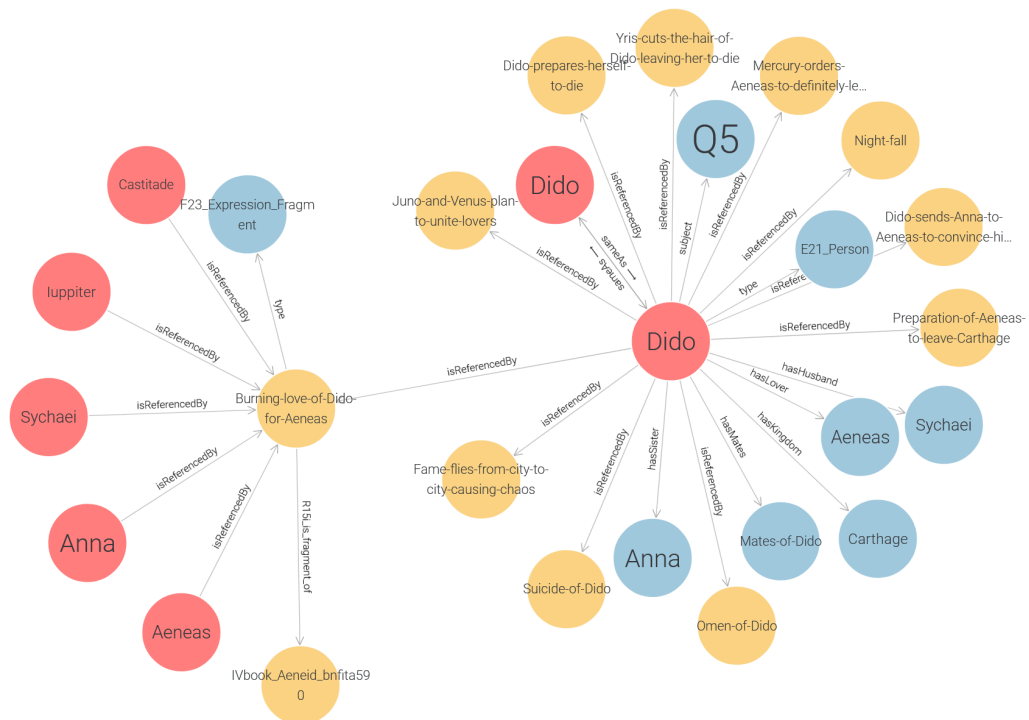 Yris-cuts-the-hair-of-
Dido-leaving-her-to-die
Dido-prepares-herself-
to-die
Mercury-orders-
Aeneas-to-definitely-le...
Q5
Night-fall
Castitade
Dido
F23_Expression_Fragm
ent
Juno-and-Venus-plan-
to-unite-lovers
Dido-sends-Anna-to-
Aeneas-to-convince-hi...
E21_Person
isReferencedBy
isReferencedBy
isReferencedBy
subject
isReferencedBy
isReferencedBy
sameAs →
← sameAs
type
isRefere
isReferencedBy
type
Iuppiter
isReferencedBy
Preparation-of-Aeneas-
to-leave-Carthage
isReferencedBy
Dido
isReferencedBy
isReferencedBy
hasHusband
hasLover
Burning-love-of-Dido-
for-Aeneas
Sychaei
isReferencedBy
isReferencedBy
hasSister
hasMates
hasKingdom
isReferencedBy
isReferencedBy
Aeneas
Sychaei
Fame-flies-from-city-to-
city-causing-chaos
isReferencedBy
isReferencedBy
R15i_is_fragment_of
Anna
Anna
Mates-of-Dido
Carthage
Suicide-of-Dido
Omen-of-Dido
Aeneas
IVbook_Aeneid_bnfita59
0